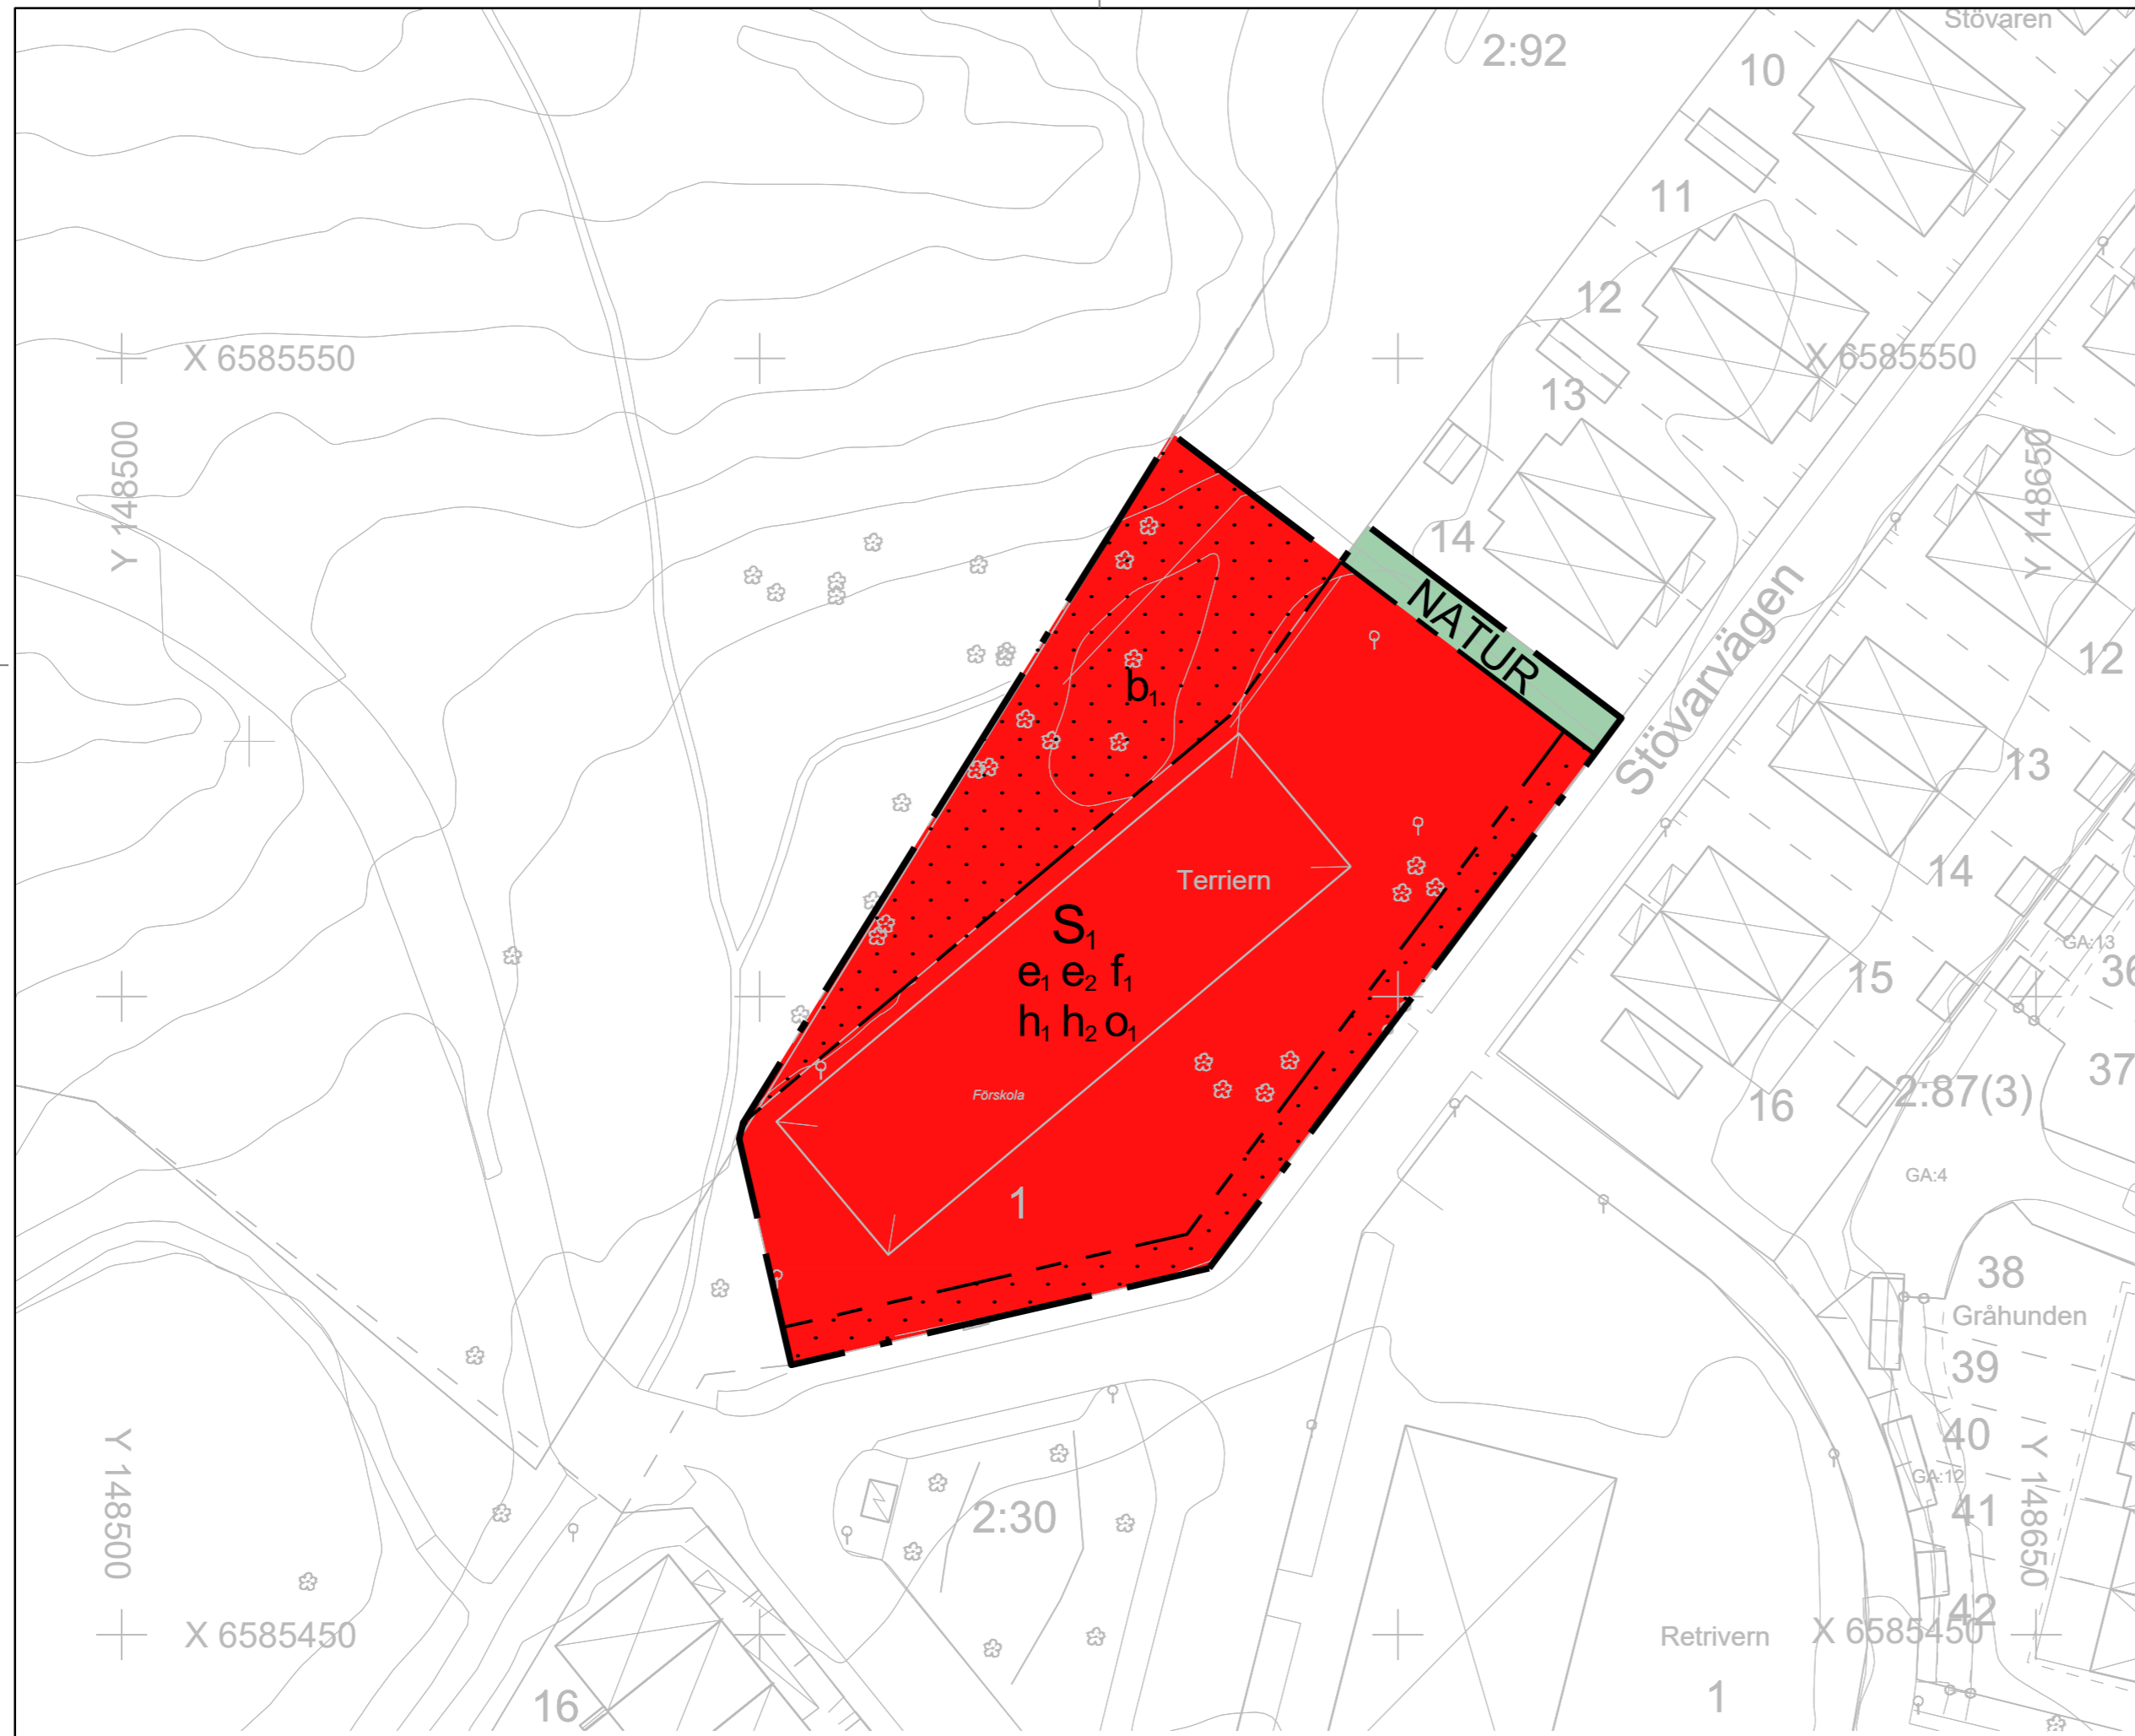 Stövaren
2:92
10
11
12
X 6585550
X 6585550
13
Y 148500
Y 148650
14
NATUR
12
b₁
Stövarvägen
13
Terriern
14
S₁
GA:13
e₁ e₂ f₁
15
36
h₁ h₂ o₁
37
Förskola
2:87(3)
16
GA:4
1
38
Gråhunden
39
40
Y 148500
Y 148650
GA:12
41
2:30
42
X 6585450
Retrivern
X 6585450
16
1